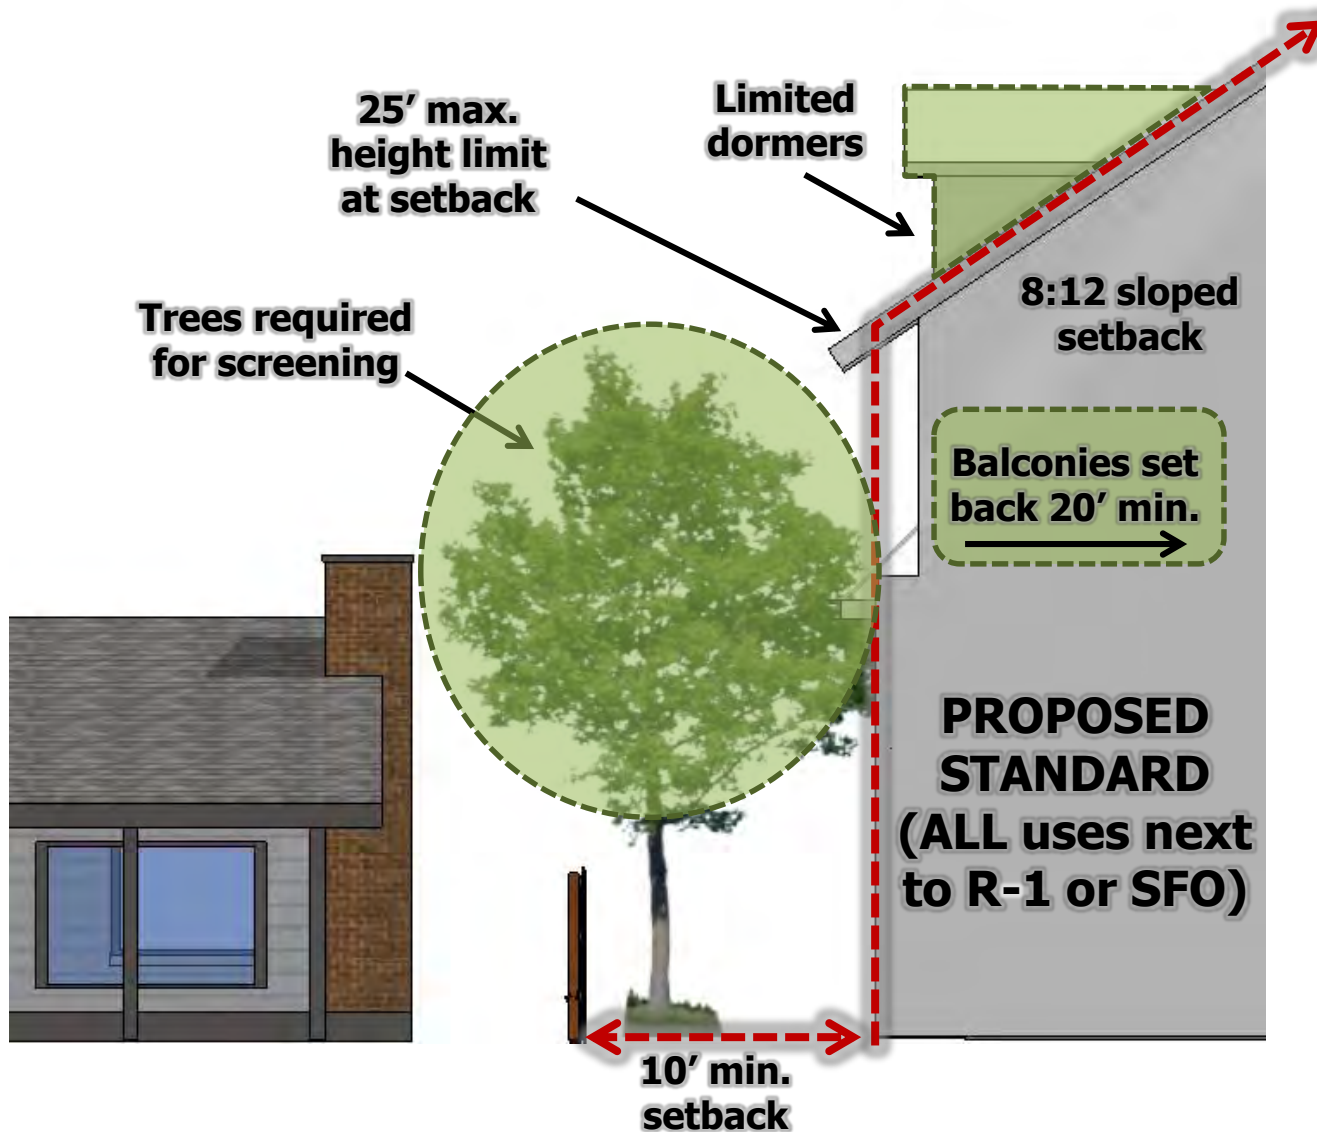 25’ max.
height limit
at setback
Limited
dormers
Trees required
for screening
8:12 sloped
setback
Balconies set
back 20’ min.
PROPOSED
STANDARD
(ALL uses next
to R-1 or SFO)
10’ min.
setback